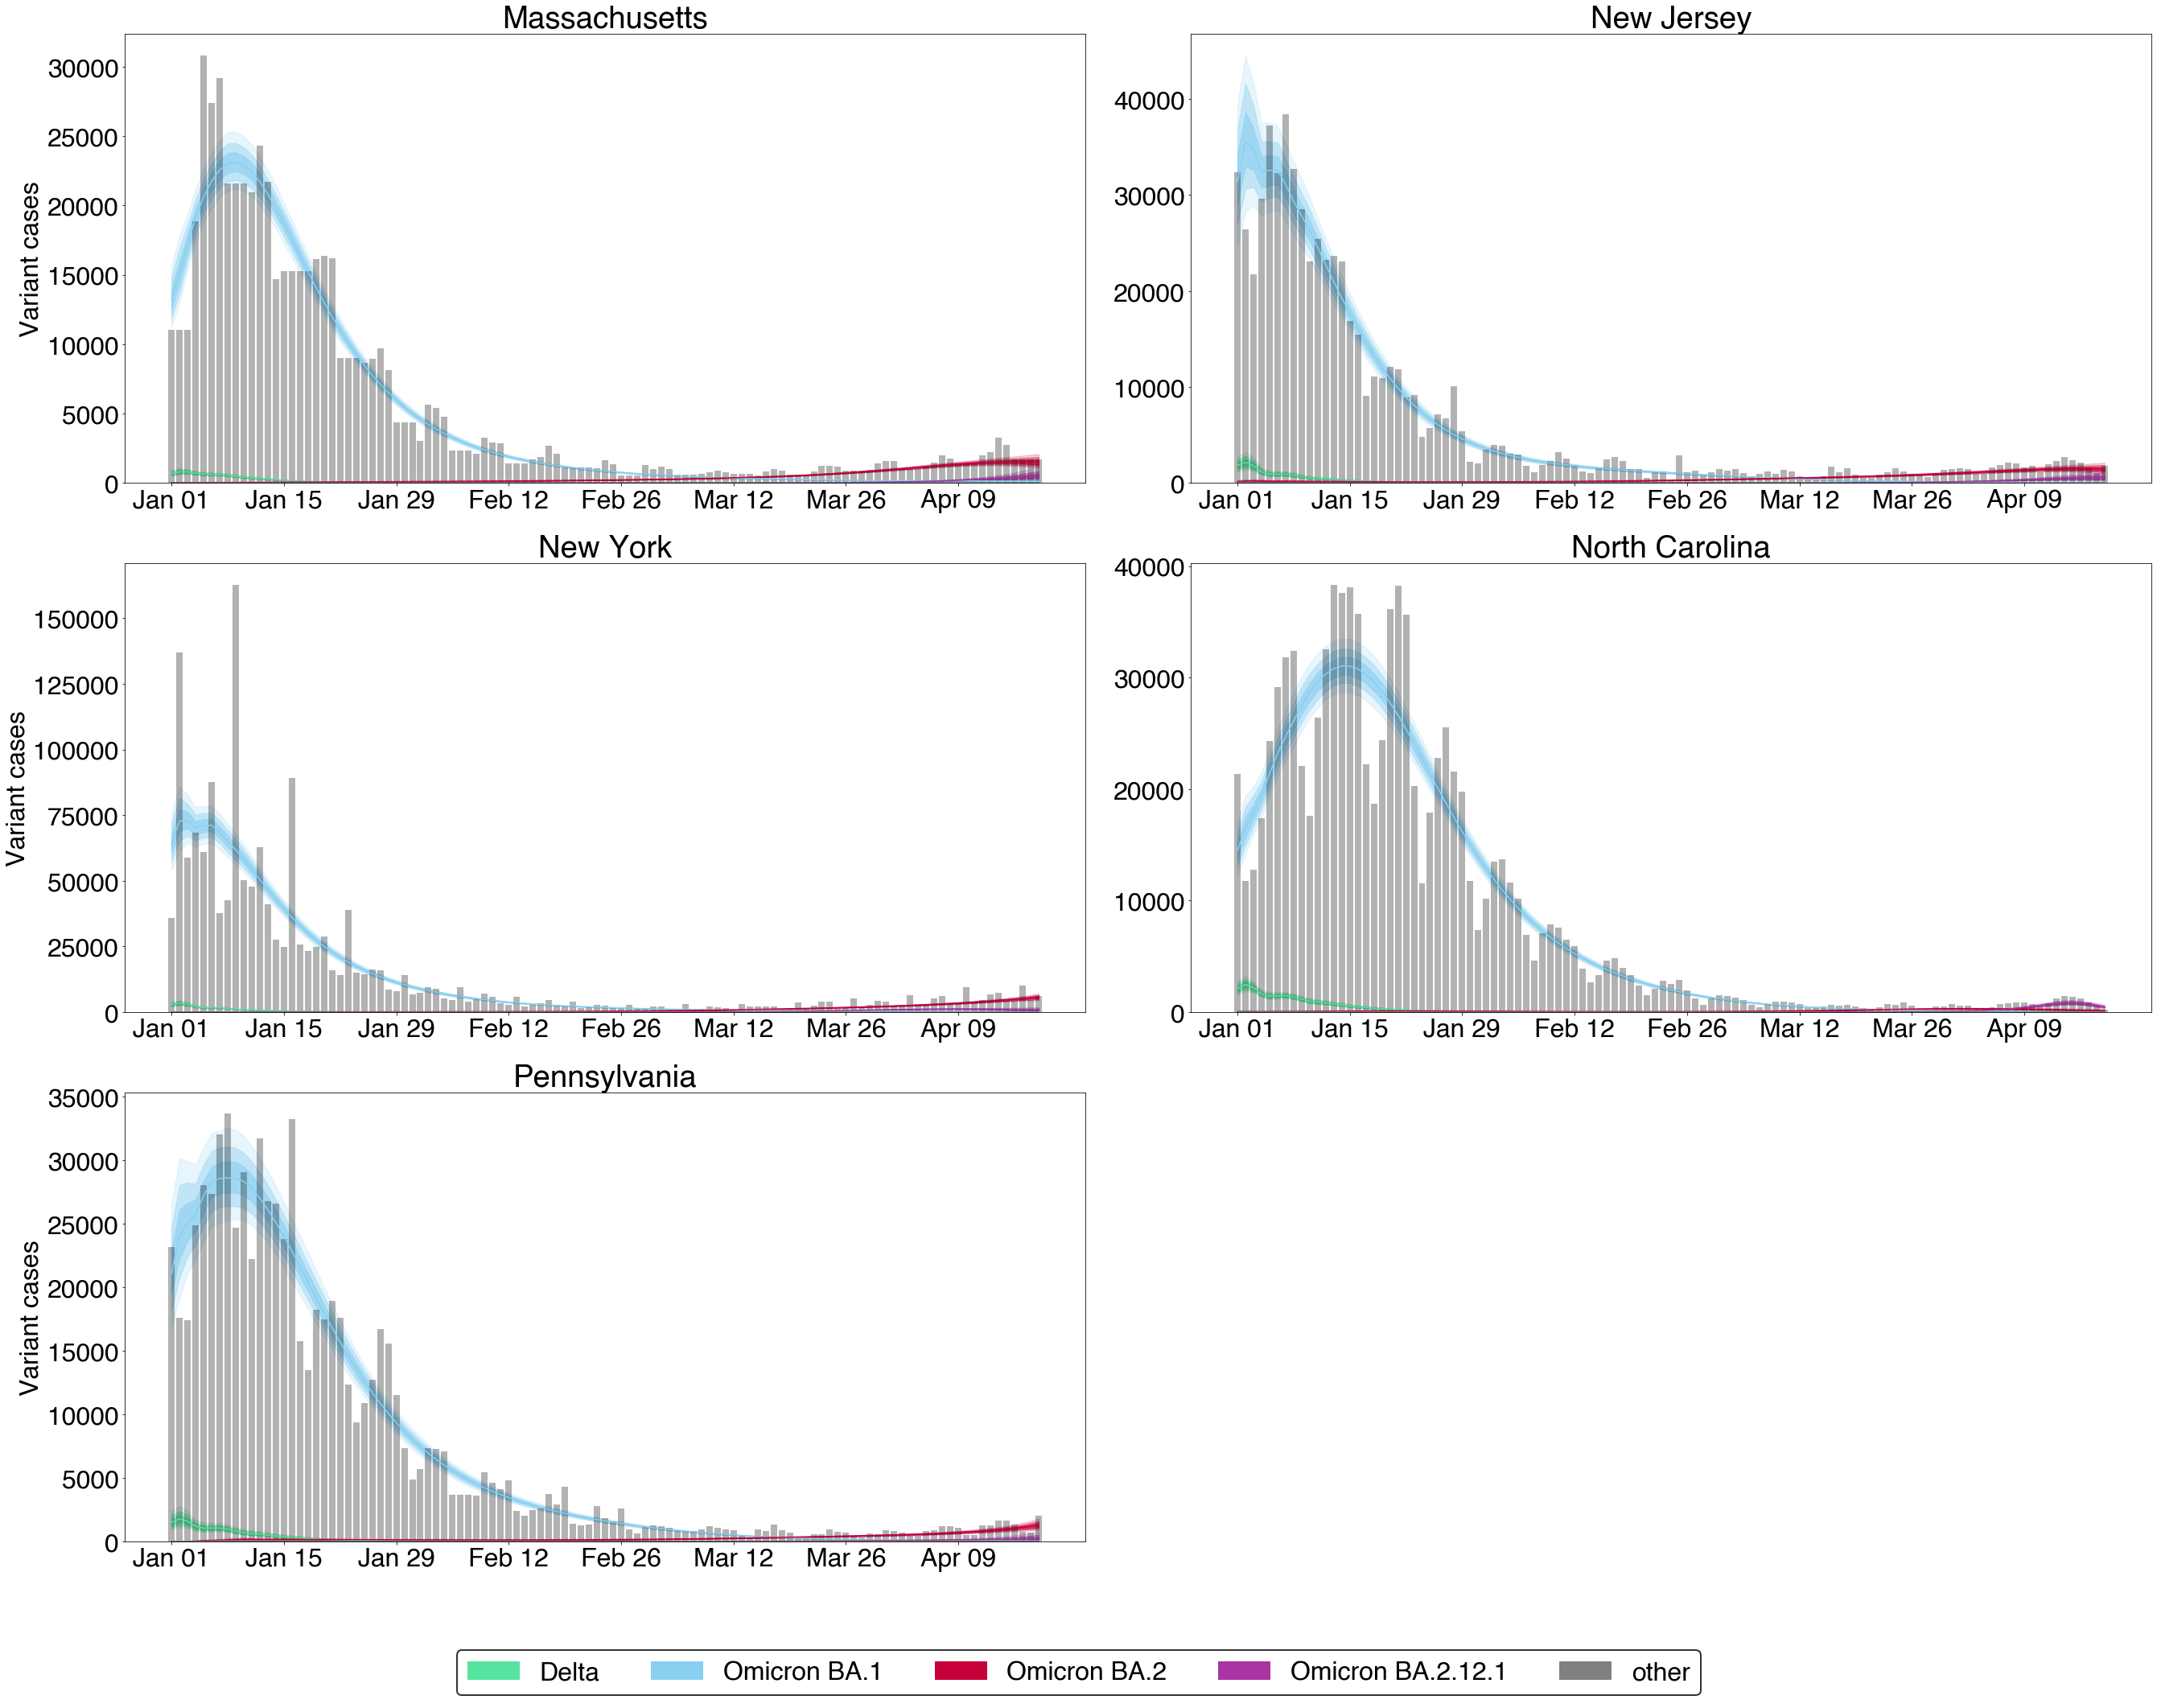 Massachusetts
Variant cases
30000
25000
20000
15000
10000
5000
0
Jan 01 Jan 15 Jan 29 Feb 12 Feb 26 Mar 12 Mar 26 Apr 09
New Jersey
40000
30000
20000
10000
0
Jan 01 Jan 15 Jan 29 Feb 12 Feb 26 Mar 12 Mar 26 Apr 09
New York
Variant cases
150000
125000
100000
75000
50000
25000
0
Jan 01 Jan 15 Jan 29 Feb 12 Feb 26 Mar 12 Mar 26 Apr 09
North Carolina
40000
30000
20000
10000
0
Jan 01 Jan 15 Jan 29 Feb 12 Feb 26 Mar 12 Mar 26 Apr 09
Pennsylvania
Variant cases
35000
30000
25000
20000
15000
10000
5000
0
Jan 01 Jan 15 Jan 29 Feb 12 Feb 26 Mar 12 Mar 26 Apr 09
Delta Omicron BA.1 Omicron BA.2 Omicron BA.2.12.1 other